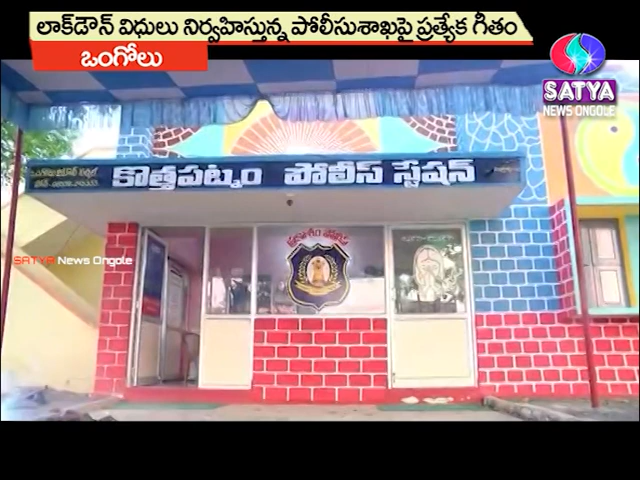 లాక్‌డౌన్ విధులు నిర్వహిస్తున్న పోలీసుశాఖపై ప్రత్యేక గీతం
ఒంగోలు
SATYA
NEWS ONGOLE
కొత్తపట్నం పోలీస్ స్టేషన్
SATYA News Ongole